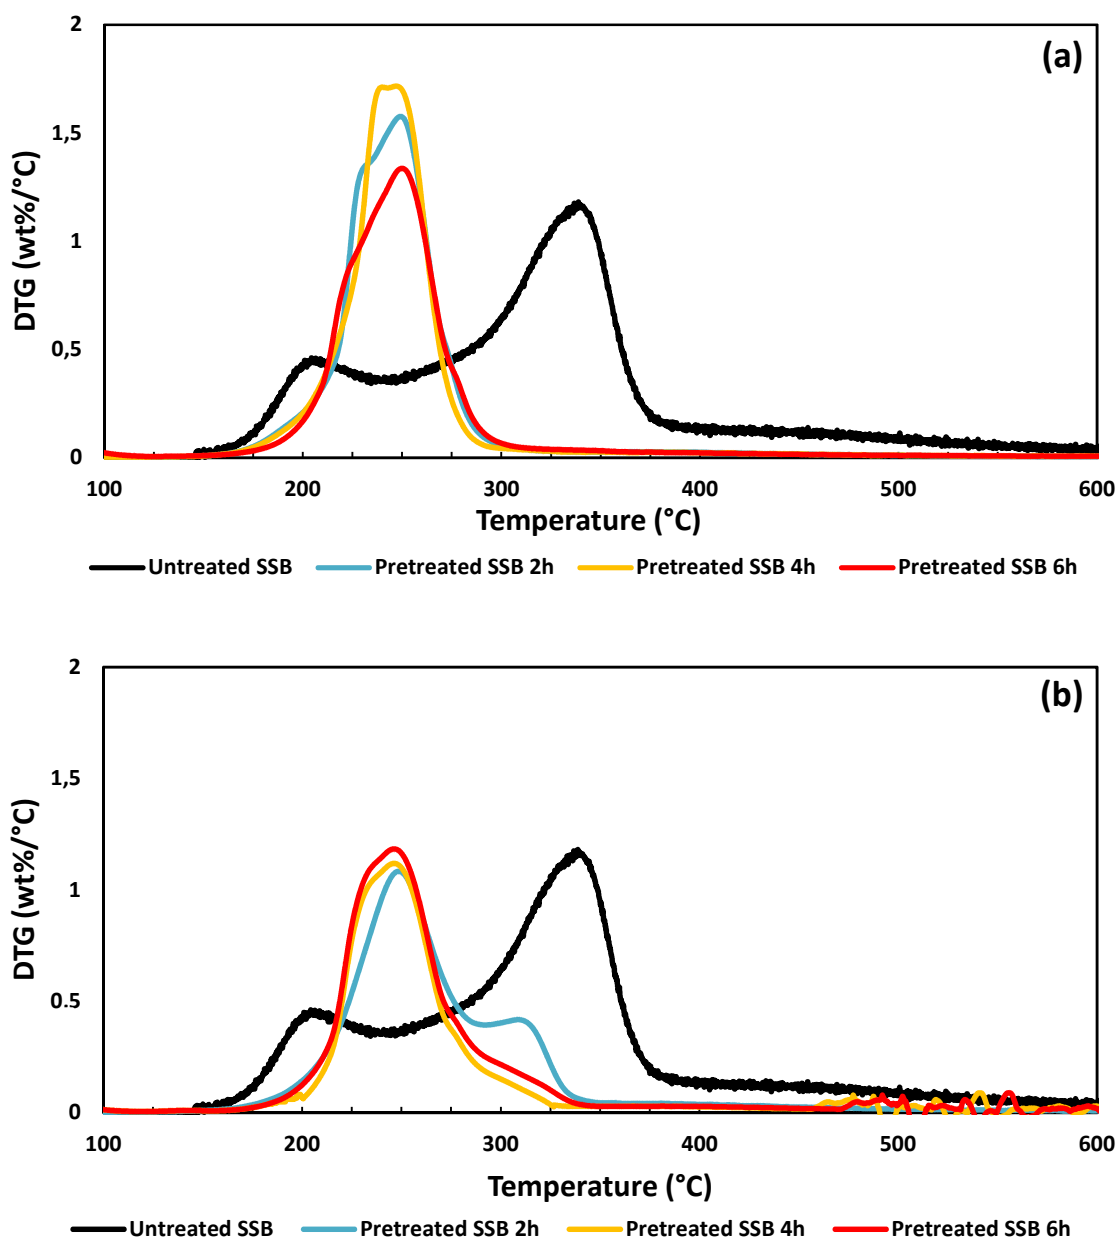 2
(a)
1,5
DTG (wt%/°C)
1
0,5
0
100 200 300 400 500 600
Temperature (°C)
Untreated SSB Pretreated SSB 2h Pretreated SSB 4h Pretreated SSB 6h
2
(b)
1,5
DTG (wt%/°C)
1
0.5
0
100 200 300 400 500 600
Temperature (°C)
Untreated SSB Pretreated SSB 2h Pretreated SSB 4h Pretreated SSB 6h